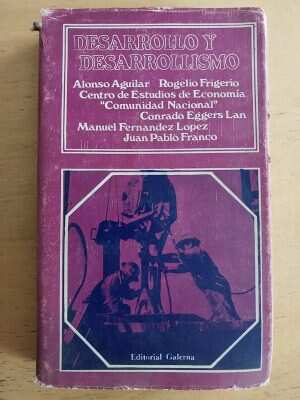 DESARROLLO Y
DESARROLLISMO
Alonso Aguilar Rogelio Frigerio
Centro de Estudios de Economía
"Comunidad Nacional"
Conrado Eggers Lan
Manuel Fernandez Lopez
Juan Pablo Franco
Editorial Galerna